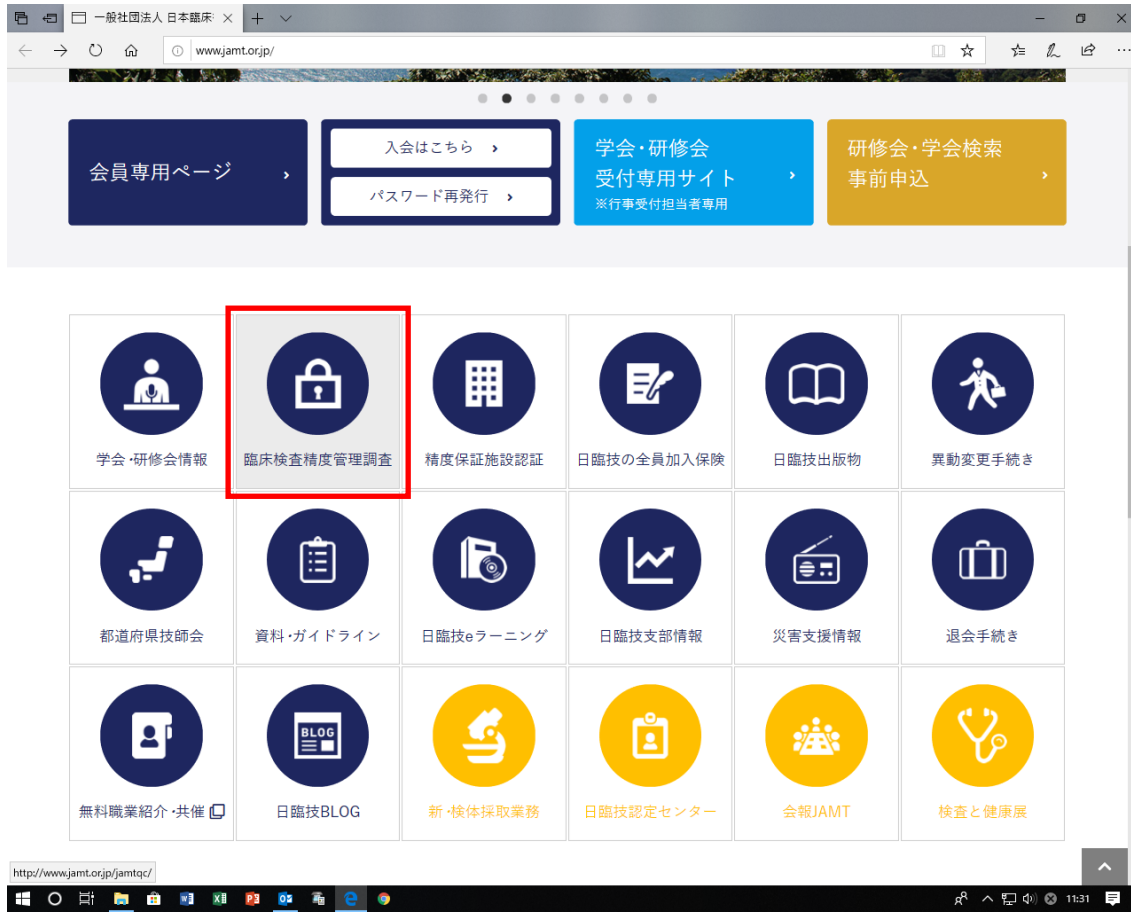 一般社団法人 日本臨床
www.jamt.or.jp/
会員専用ページ
入会はこちら
パスワード再発行
学会・研修会
受付専用サイト
※行事受付担当者専用
研修会・学会検索
事前申込
学会・研修会情報
臨床検査精度管理調査
精度保証施設認証
日臨技の全員加入保険
日臨技出版物
異動変更手続き
都道府県技師会
資料・ガイドライン
日臨技eラーニング
日臨技支部情報
災害支援情報
退会手続き
BLOG
無料職業紹介・共催
日臨技BLOG
新・検体採取業務
日臨技認定センター
会報JAMT
検査と健康展
http://www.jamt.or.jp/jamtqc/
11:31